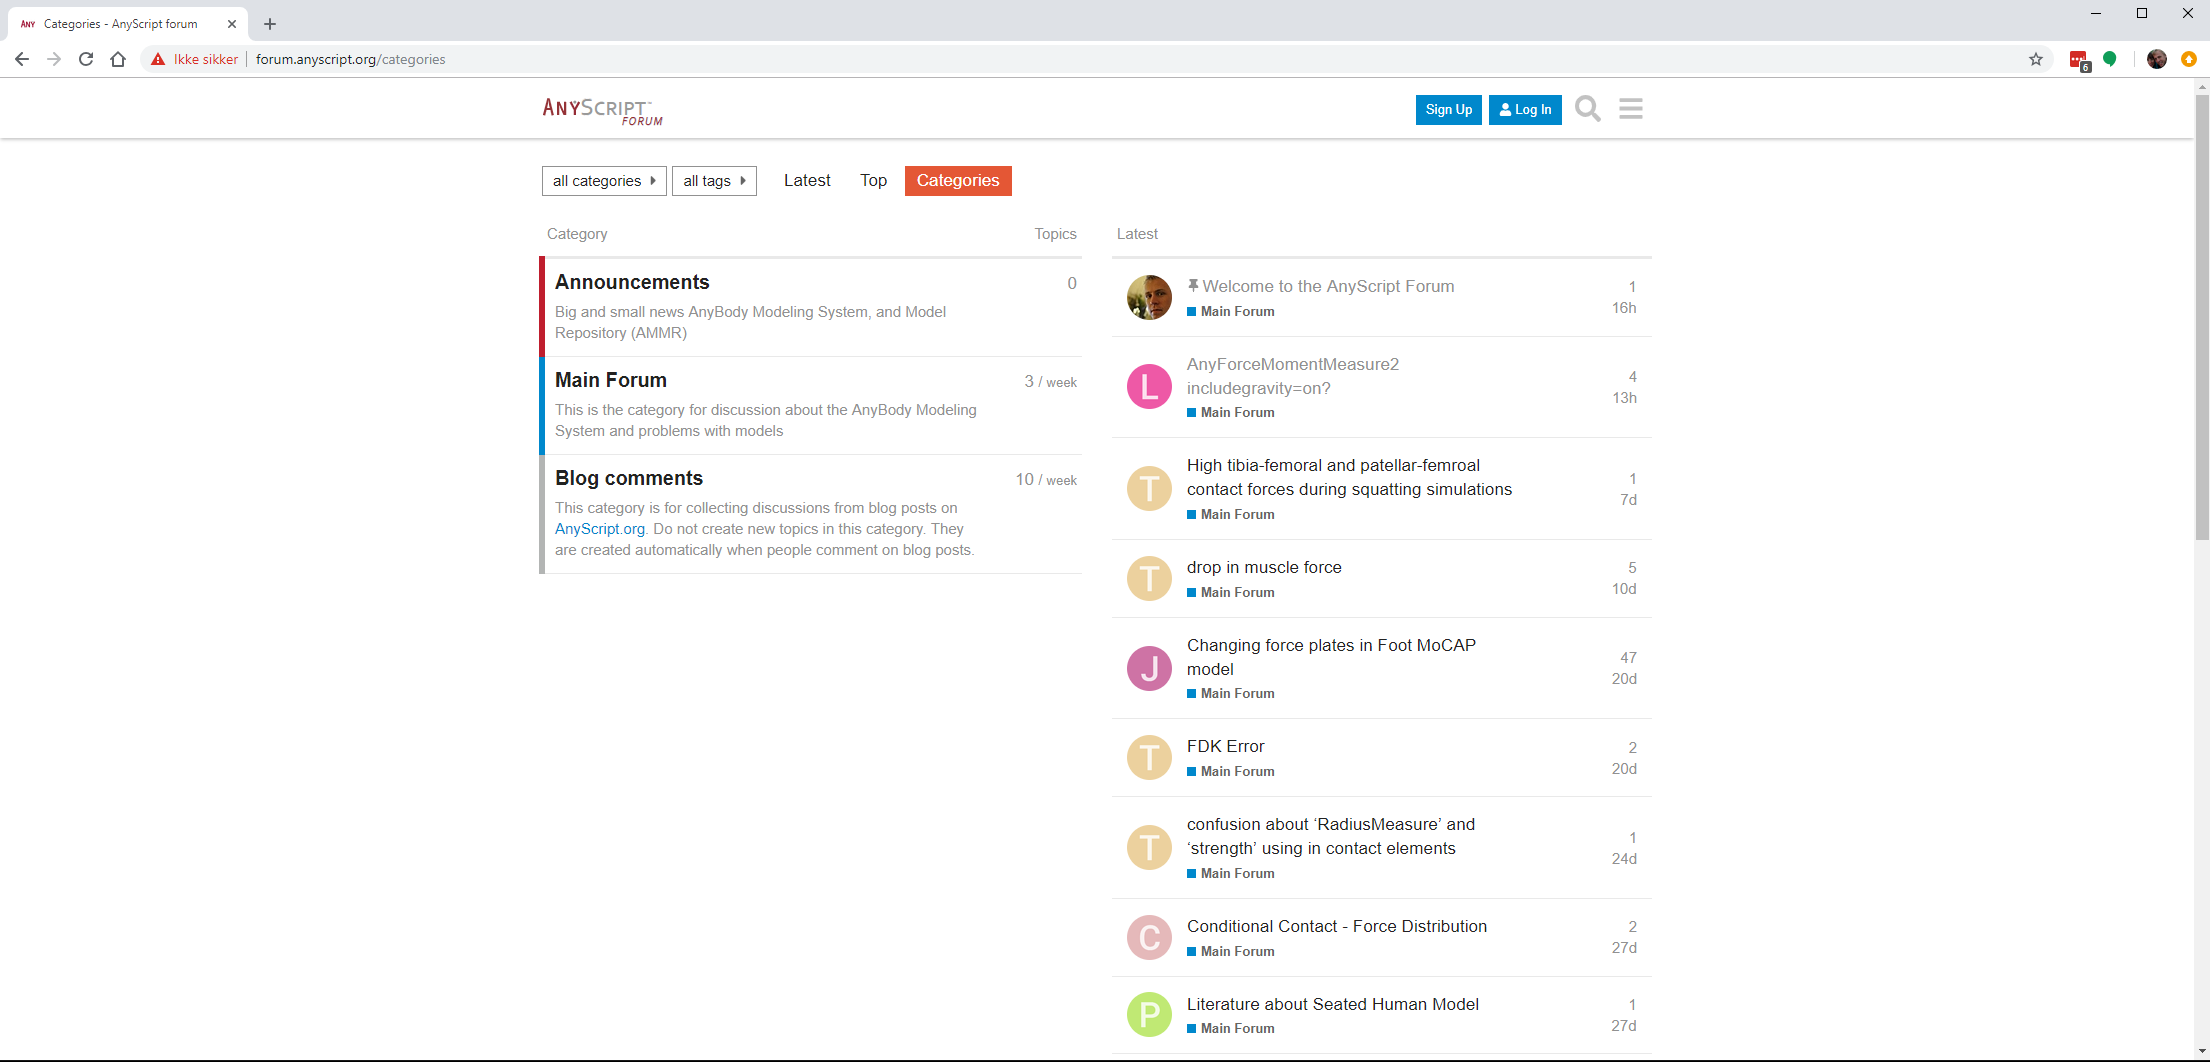 ANY Categories - AnyScript forum
Ikke sikker forum.anyscript.org/categories
6
ANYSCRIPT™
FORUM
Sign Up
Log In
all categories
all tags
Latest
Top
Categories
Category Topics
Announcements 0
Big and small news AnyBody Modeling System, and Model
Repository (AMMR)
Main Forum 3 / week
This is the category for discussion about the AnyBody Modeling
System and problems with models
Blog comments 10 / week
This category is for collecting discussions from blog posts on
AnyScript.org. Do not create new topics in this category. They
are created automatically when people comment on blog posts.
Latest
Welcome to the AnyScript Forum 1
Main Forum 16h
L
AnyForceMomentMeasure2
includegravity=on? 4
Main Forum 13h
T
High tibia-femoral and patellar-femroal
contact forces during squatting simulations 1
Main Forum 7d
T
drop in muscle force 5
Main Forum 10d
J
Changing force plates in Foot MoCAP
model 47
Main Forum 20d
T
FDK Error 2
Main Forum 20d
T
confusion about ‘RadiusMeasure’ and
‘strength’ using in contact elements 1
Main Forum 24d
C
Conditional Contact - Force Distribution 2
Main Forum 27d
P
Literature about Seated Human Model 1
Main Forum 27d